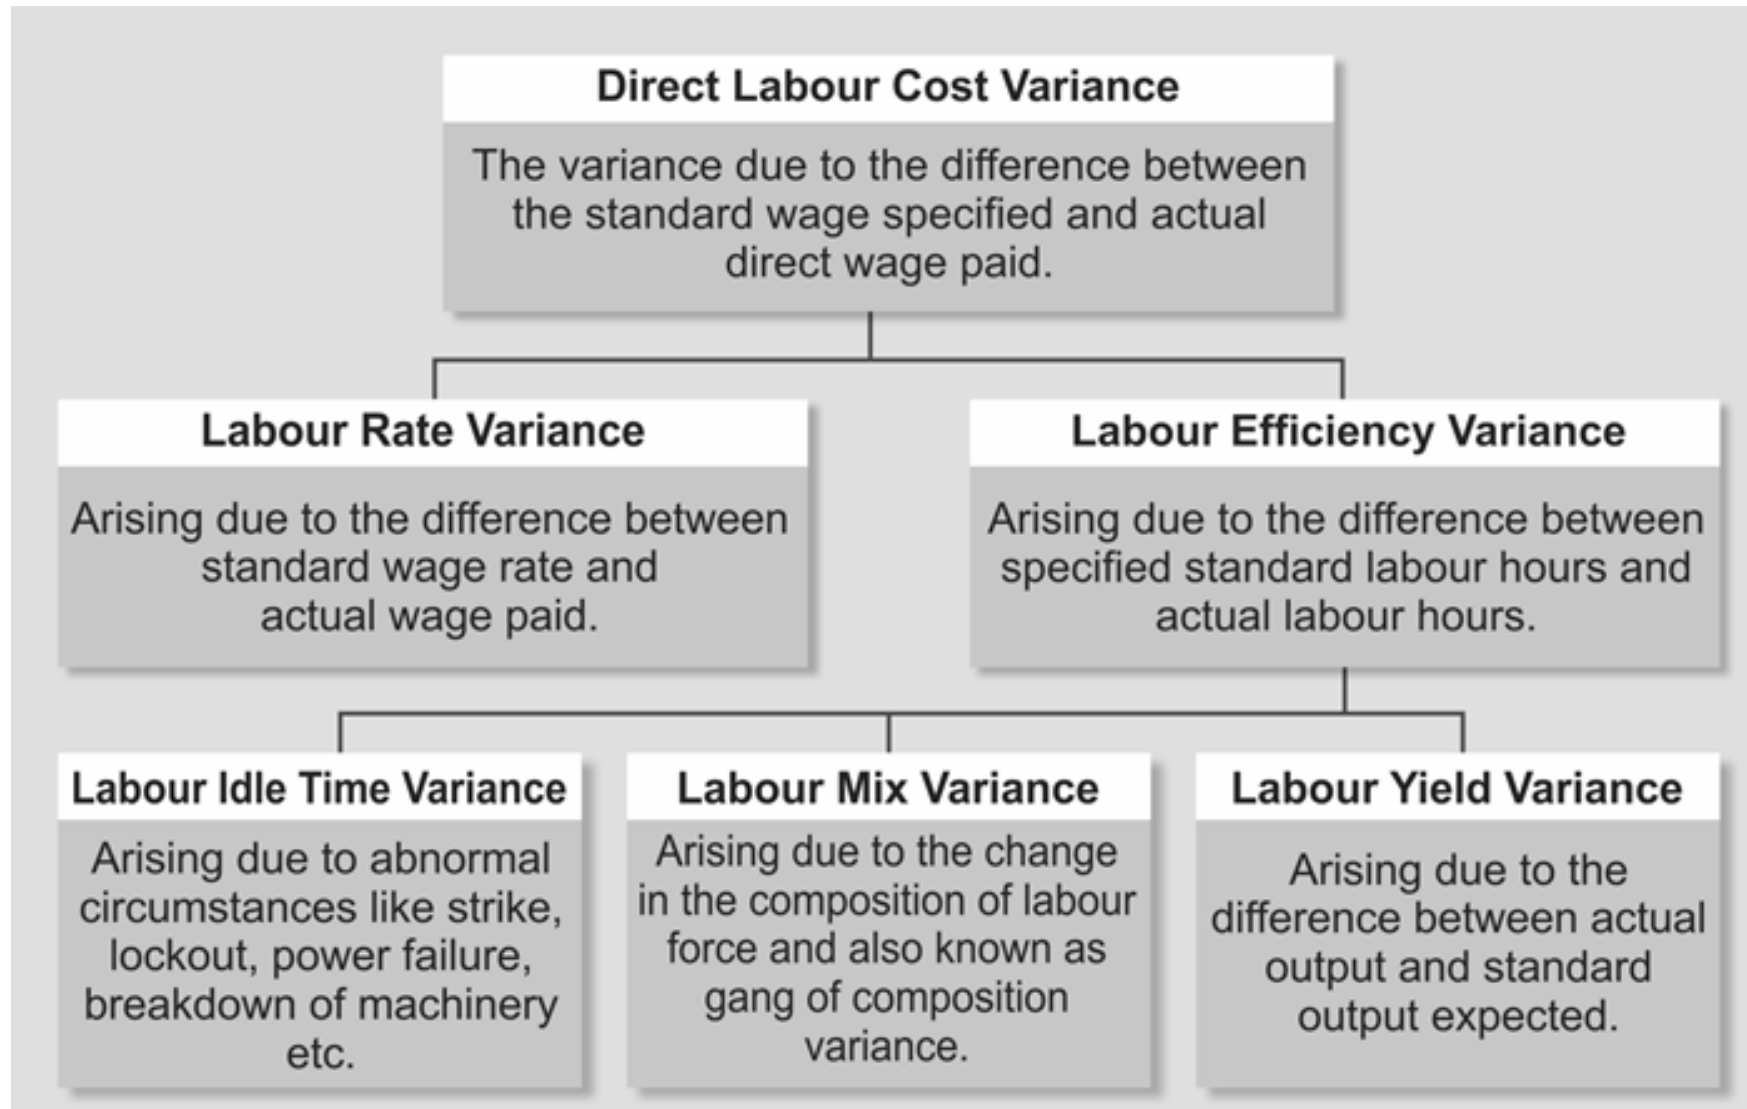 Direct Labour Cost Variance
The variance due to the difference between
the standard wage specified and actual
direct wage paid.
Labour Rate Variance
Arising due to the difference between
standard wage rate and
actual wage paid.
Labour Efficiency Variance
Arising due to the difference between
specified standard labour hours and
actual labour hours.
Labour Idle Time Variance
Arising due to abnormal
circumstances like strike,
lockout, power failure,
breakdown of machinery
etc.
Labour Mix Variance
Arising due to the change
in the composition of labour
force and also known as
gang of composition
variance.
Labour Yield Variance
Arising due to the
difference between actual
output and standard
output expected.